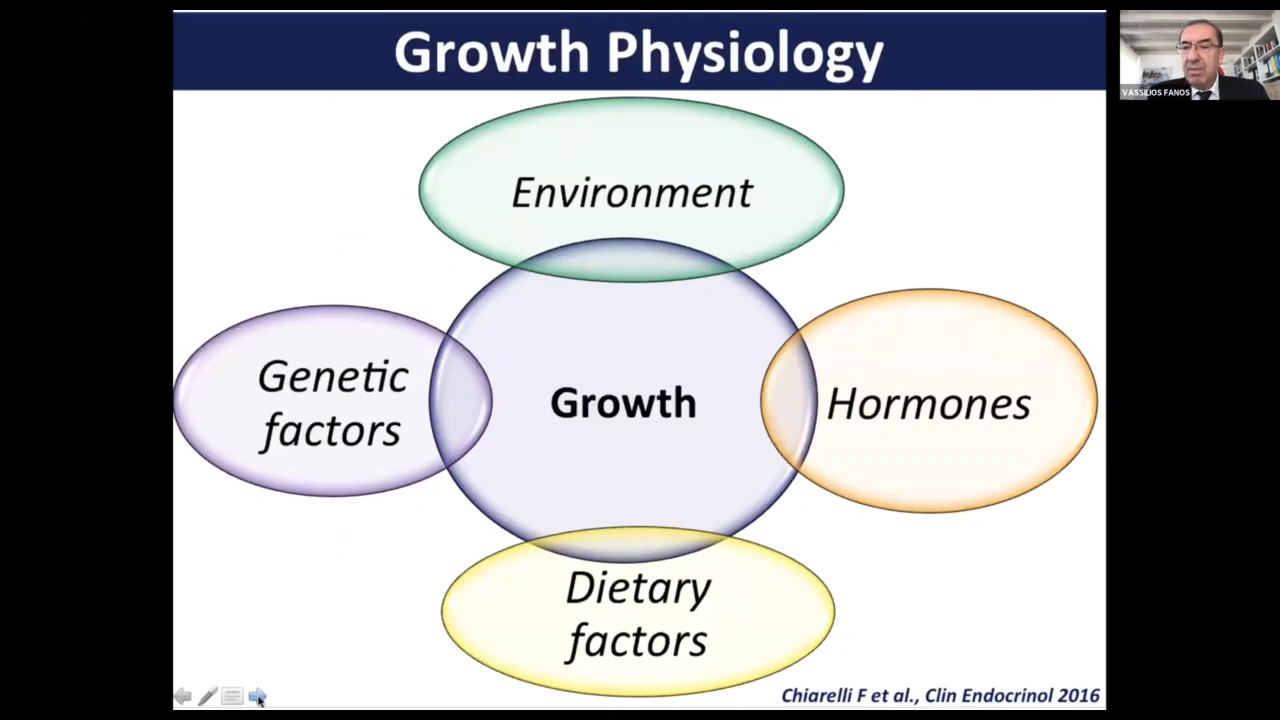 Growth Physiology
VASSILIOS FANOS
Environment
Genetic
factors
Growth
Hormones
Dietary
factors
Chiarelli F et al., Clin Endocrinol 2016